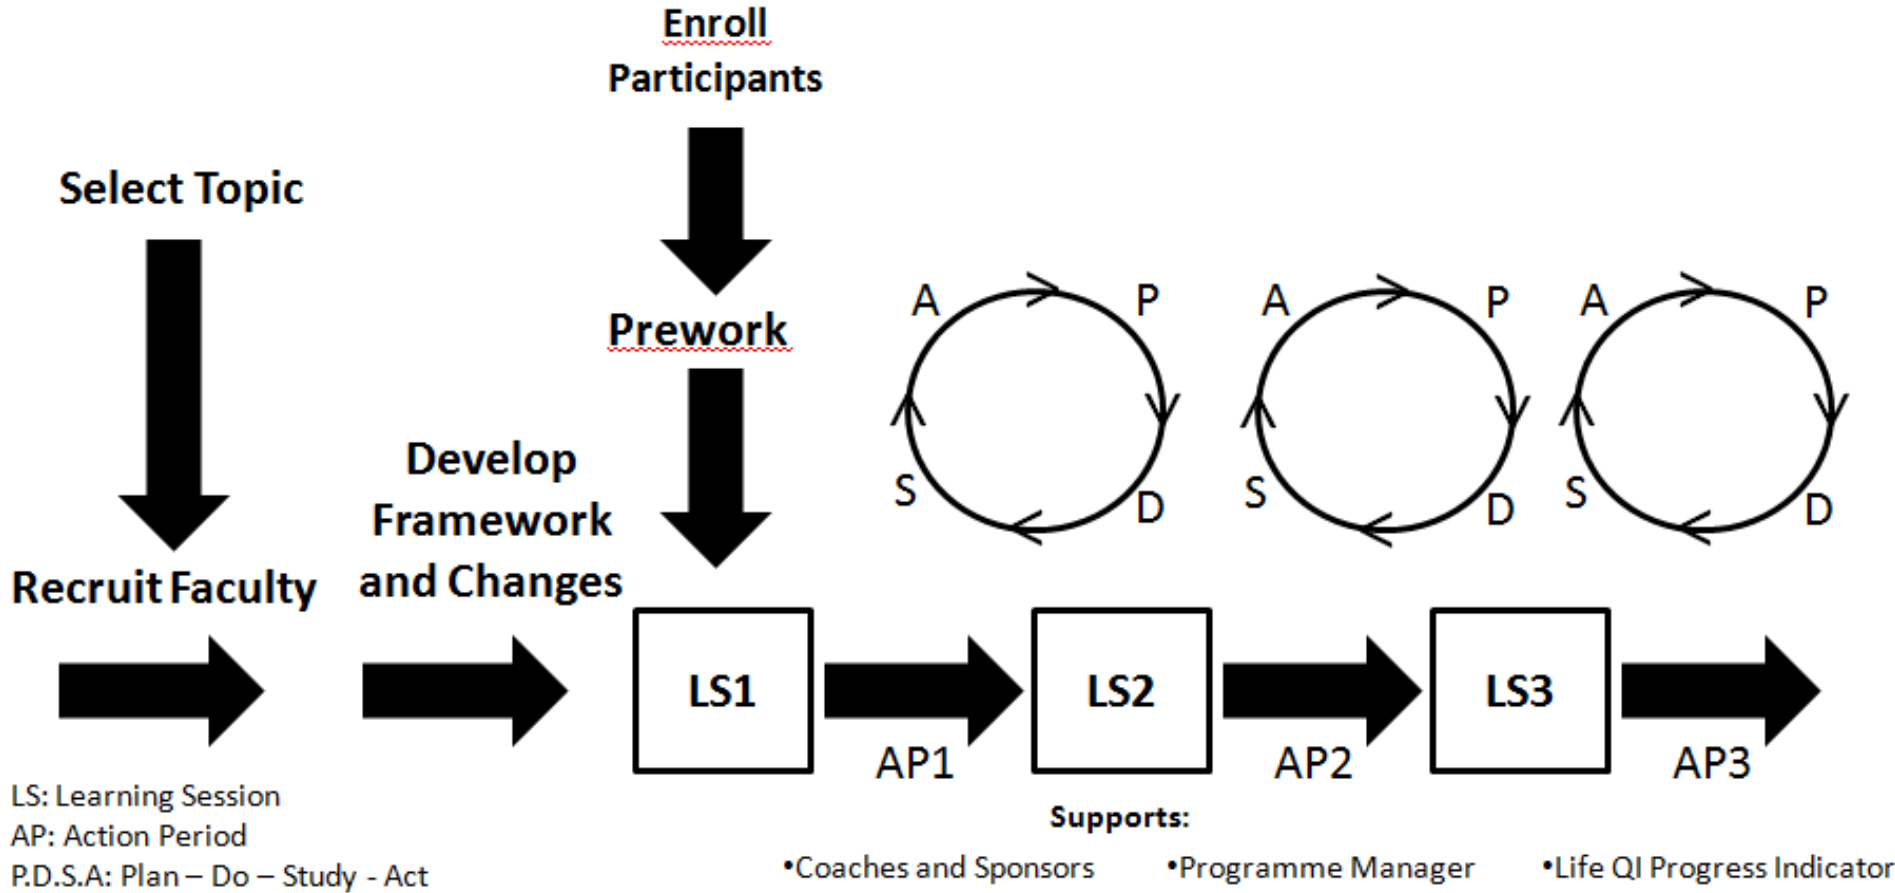 Enroll
Participants
Select Topic
Prework
A
P
S
D
A
P
S
D
A
P
S
D
Develop
Framework
and Changes
Recruit Faculty
LS1
LS2
LS3
AP1
AP2
AP3
LS: Learning Session
AP: Action Period
P.D.S.A: Plan – Do – Study - Act
Supports:
•Coaches and Sponsors
•Programme Manager
•Life QI Progress Indicator